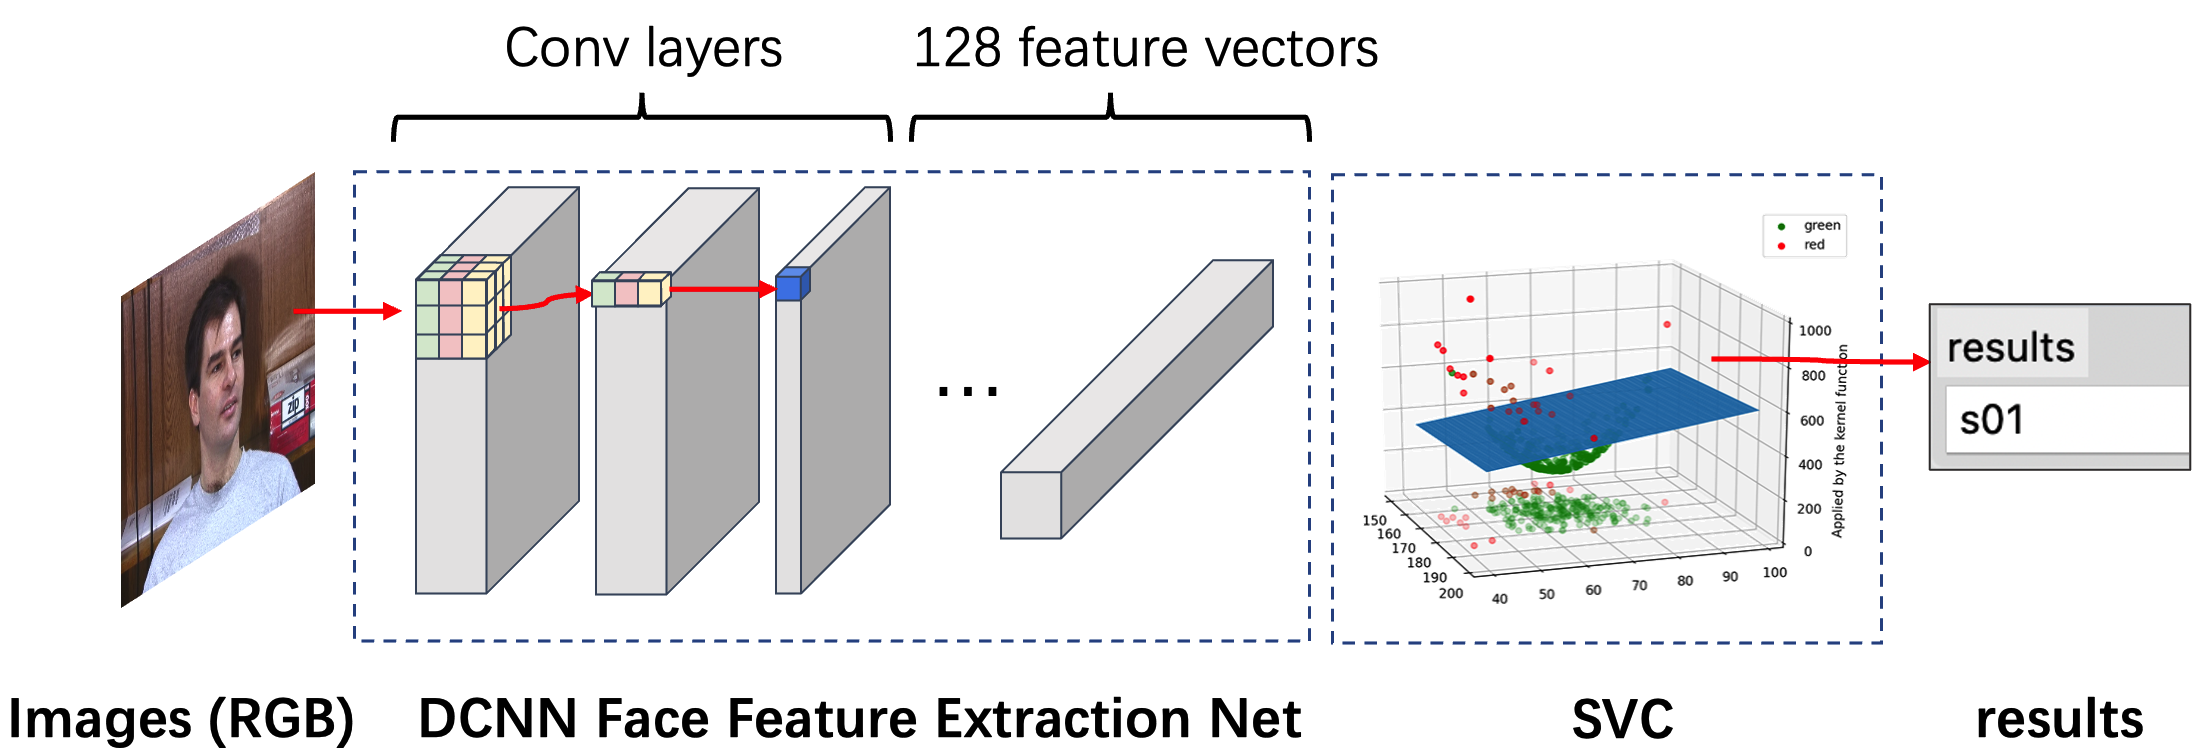 Conv layers
128 feature vectors
zip
green
red
1000
800
600
400
200
0
Applied by the kernel function
150
160
170
180
190
200
40
50
60
70
80
90
100
results
s01
Images (RGB)
DCNN Face Feature Extraction Net
SVC
results